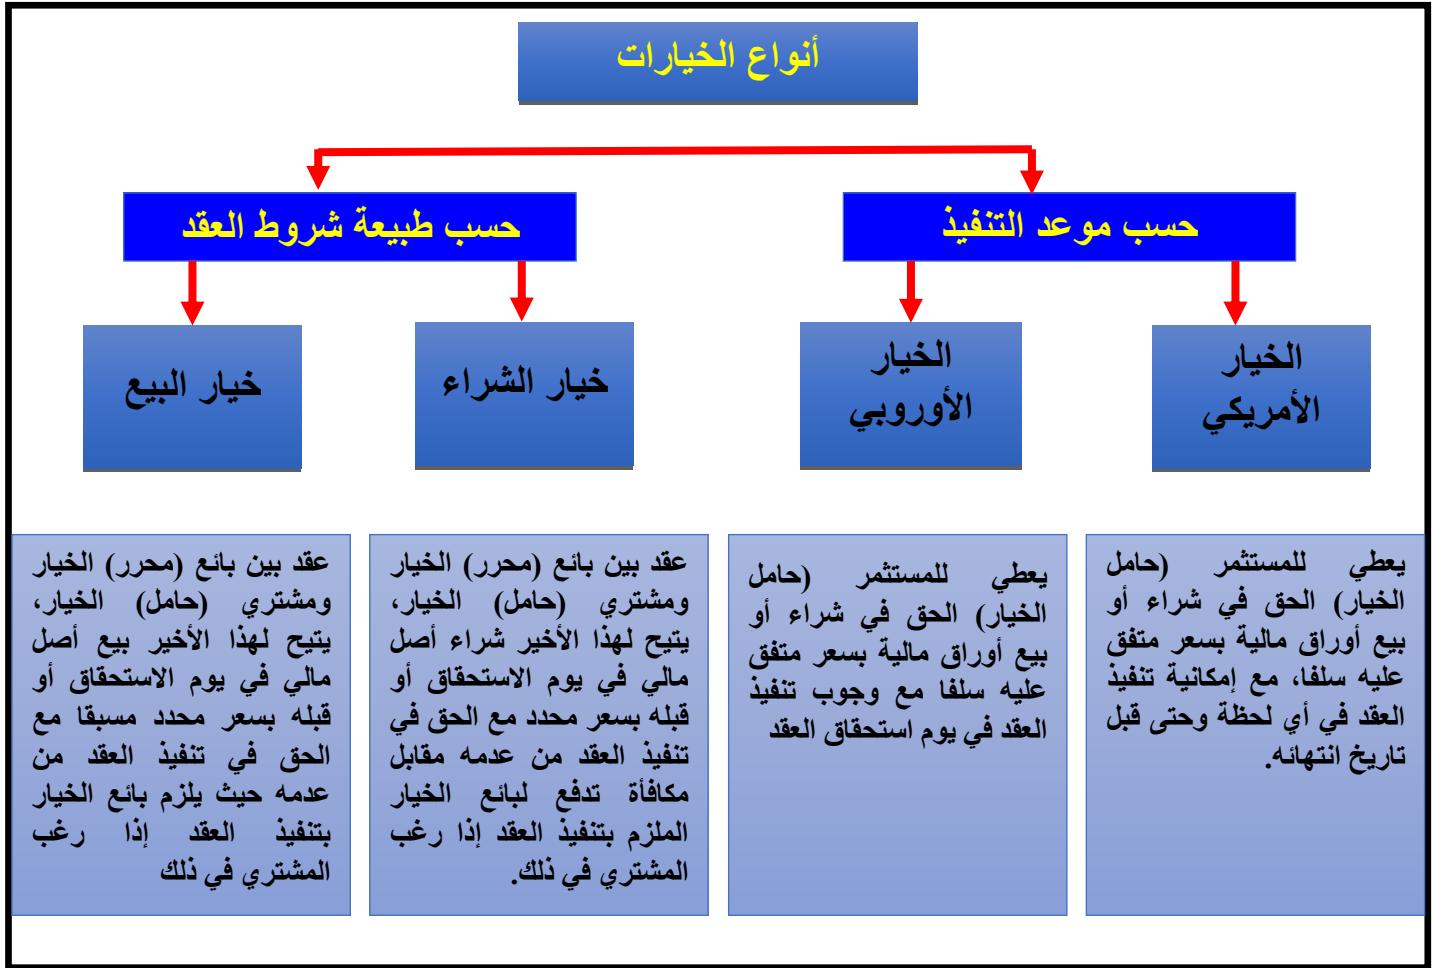 أنواع الخيارات
حسب موعد التنفيذ
حسب طبيعة شروط العقد
الخيار
الأمريكي
الخيار
الأوروبي
خيار الشراء
خيار البيع
يعطي للمستثمر (حامل
الخيار) الحق في شراء أو
بيع أوراق مالية بسعر متفق
عليه سلفا، مع إمكانية تنفيذ
العقد في أي لحظة وحتى قبل
تاريخ انتهائه.
يعطي للمستثمر (حامل
الخيار) الحق في شراء أو
بيع أوراق مالية بسعر متفق
عليه سلفا مع وجوب تنفيذ
العقد في يوم استحقاق العقد
عقد بين بائع (محرر) الخيار
ومشتري (حامل) الخيار،
يتيح لهذا الأخير شراء أصل
مالي في يوم الاستحقاق أو
قبله بسعر محدد مع الحق في
تنفيذ العقد من عدمه مقابل
مكافأة تدفع لبائع الخيار
الملزم بتنفيذ العقد إذا رغب
المشتري في ذلك.
عقد بين بائع (محرر) الخيار
ومشتري (حامل) الخيار،
يتيح لهذا الأخير بيع أصل
مالي في يوم الاستحقاق أو
قبله بسعر محدد مسبقا مع
الحق في تنفيذ العقد من
عدمه حيث يلزم بائع الخيار
بتنفيذ العقد إذا رغب
المشتري في ذلك